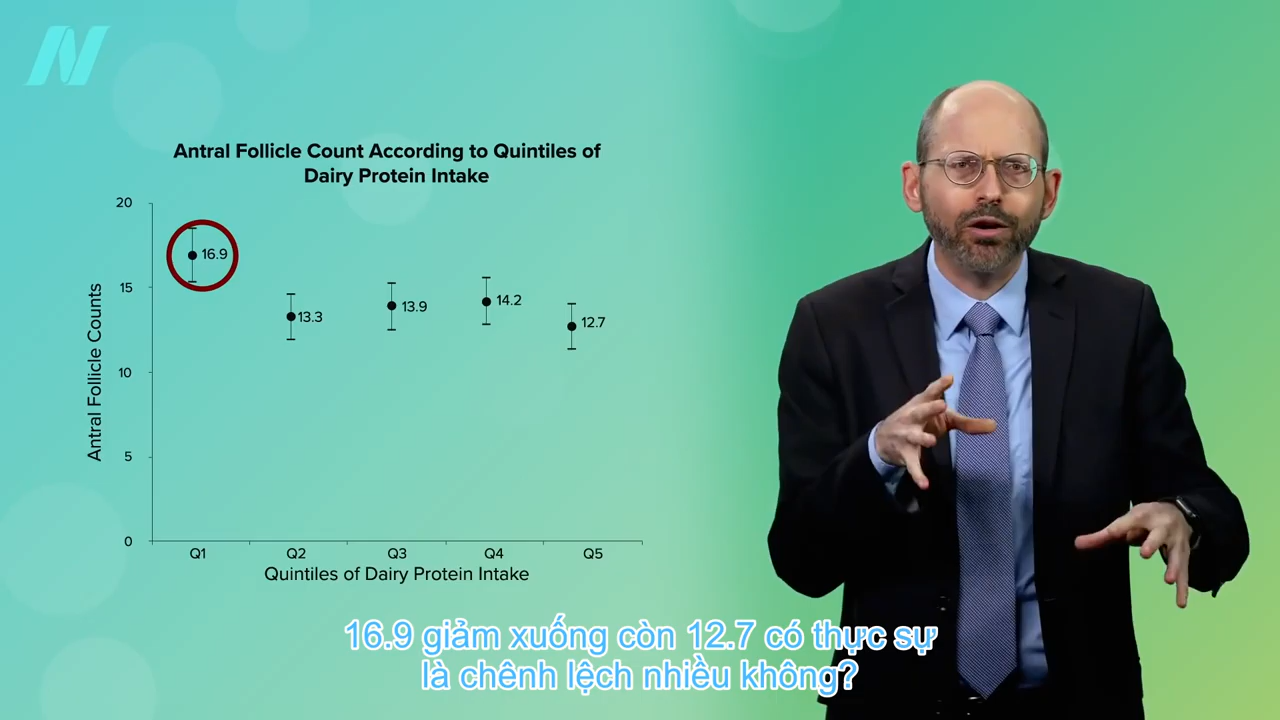 N
Antral Follicle Count According to Quintiles of
Dairy Protein Intake
Antral Follicle Counts
20
15
10
5
0
16.9
13.3
13.9
14.2
12.7
Q1 Q2 Q3 Q4 Q5
Quintiles of Dairy Protein Intake
16.9 giảm xuống còn 12.7 có thực sự
là chênh lệch nhiều không?